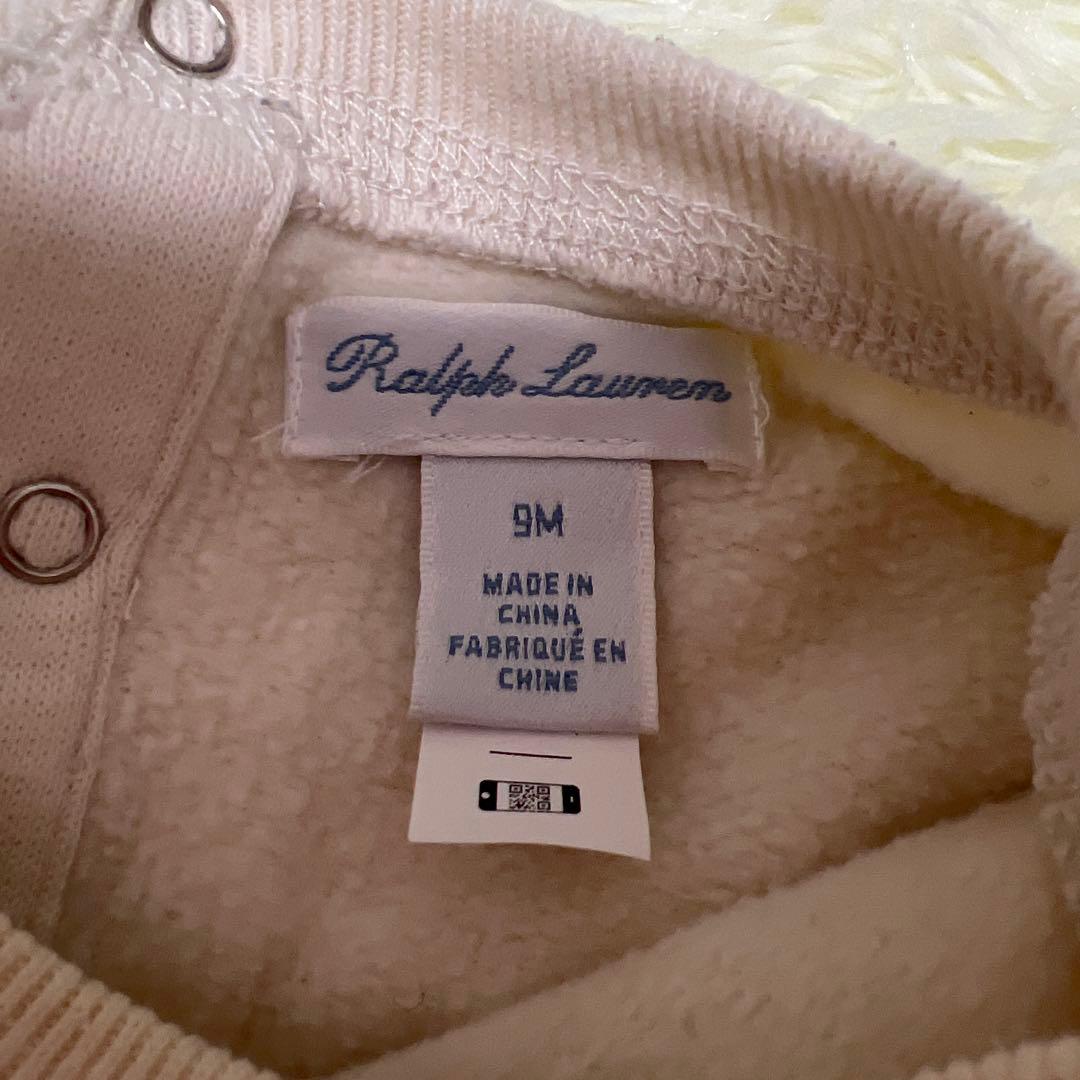 Ralph Lauren
9M
MADE IN
CHINA
FABRIQUÉ EN
CHINE